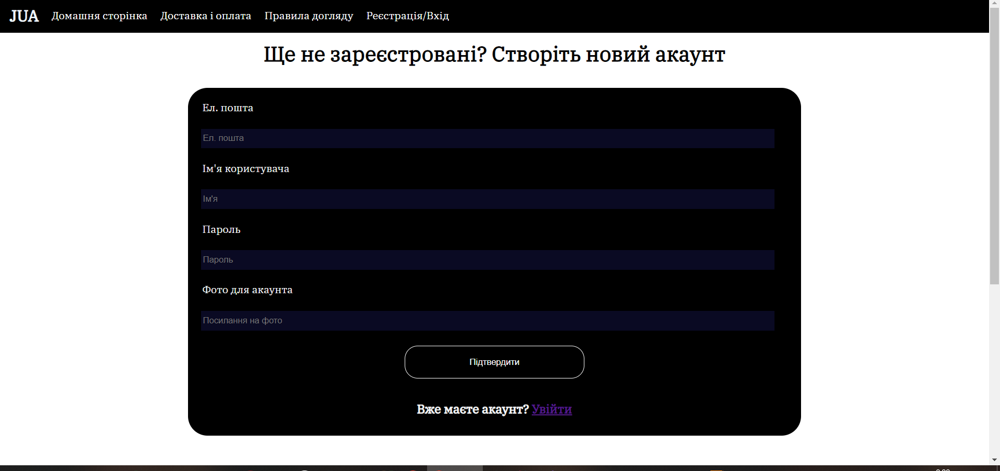 JUA Домашня сторінка Доставка і оплата Правила догляду Реєстрація/Вхід
Ще не зареєстровані? Створіть новий акаунт
Ел. пошта
Ел. пошта
Ім'я користувача
Ім'я
Пароль
Пароль
Фото для акаунта
Посилання на фото
Підтвердити
Вже маєте акаунт? Увійти